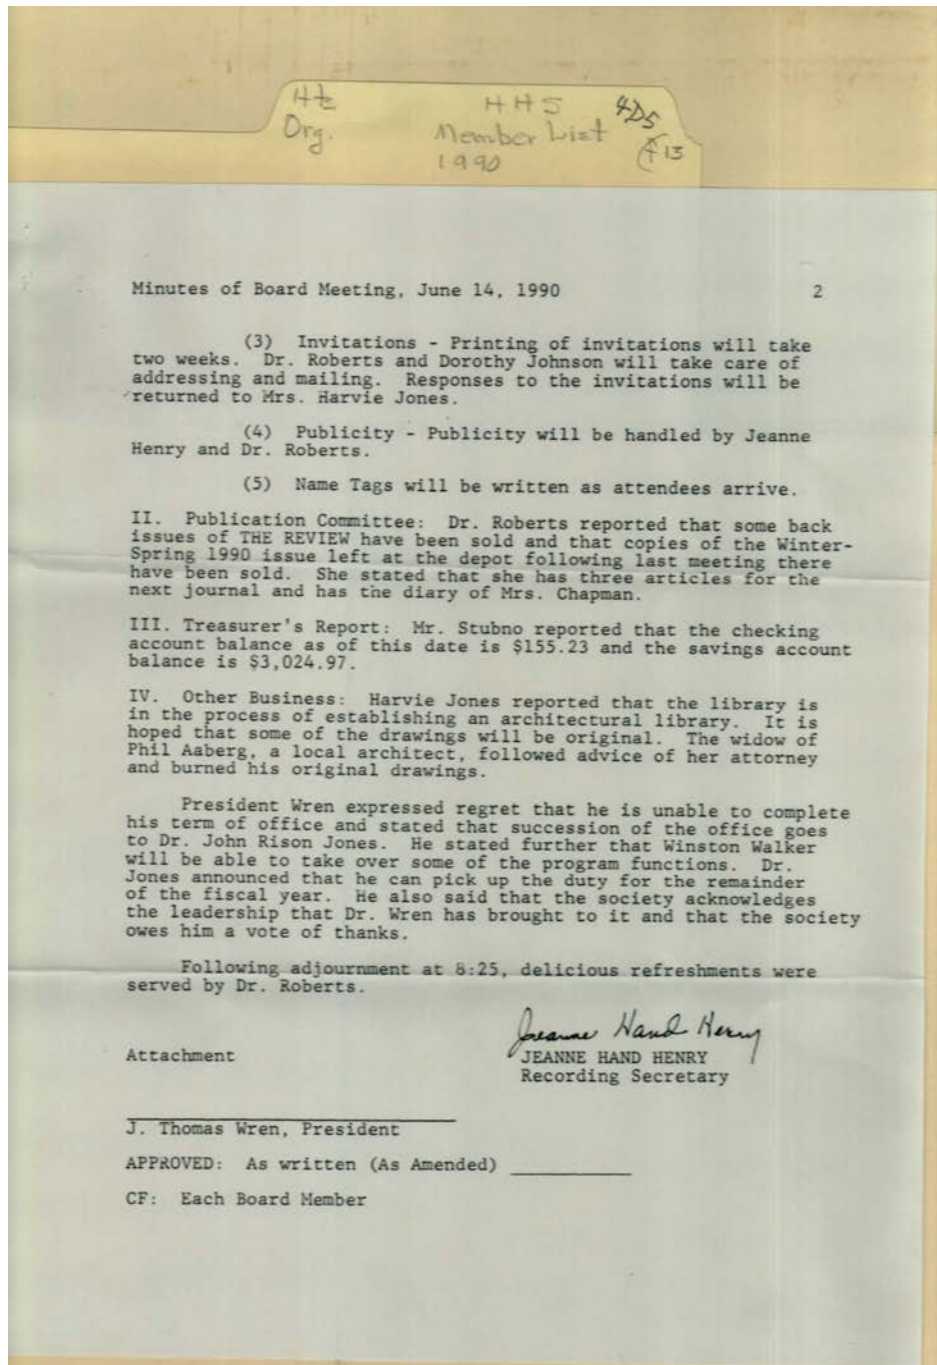 Hts HHS 4D5
Org. Member List
1990 F13
Minutes of Board Meeting, June 14, 1990 2
(3) Invitations - Printing of invitations will take
two weeks. Dr. Roberts and Dorothy Johnson will take care of
addressing and mailing. Responses to the invitations will be
returned to Mrs. Harvie Jones.
(4) Publicity - Publicity will be handled by Jeanne
Henry and Dr. Roberts.
(5) Name Tags will be written as attendees arrive.
II. Publication Committee: Dr. Roberts reported that some back
issues of THE REVIEW have been sold and that copies of the Winter-
Spring 1990 issue left at the depot following last meeting there
have been sold. She stated that she has three articles for the
next journal and has the diary of Mrs. Chapman.
III. Treasurer's Report: Mr. Stubno reported that the checking
account balance as of this date is $155.23 and the savings account
balance is $3,024.97.
IV. Other Business: Harvie Jones reported that the library is
in the process of establishing an architectural library. It is
hoped that some of the drawings will be original. The widow of
Phil Aaberg, a local architect, followed advice of her attorney
and burned his original drawings.
President Wren expressed regret that he is unable to complete
his term of office and stated that succession of the office goes
to Dr. John Rison Jones. He stated further that Winston Walker
will be able to take over some of the program functions. Dr.
Jones announced that he can pick up the duty for the remainder
of the fiscal year. He also said that the society acknowledges
the leadership that Dr. Wren has brought to it and that the society
owes him a vote of thanks.
Following adjournment at 8:25, delicious refreshments were
served by Dr. Roberts.
Jeanne Hand Henry
Attachment JEANNE HAND HENRY
Recording Secretary
J. Thomas Wren, President
APPROVED: As written (As Amended)
CF: Each Board Member